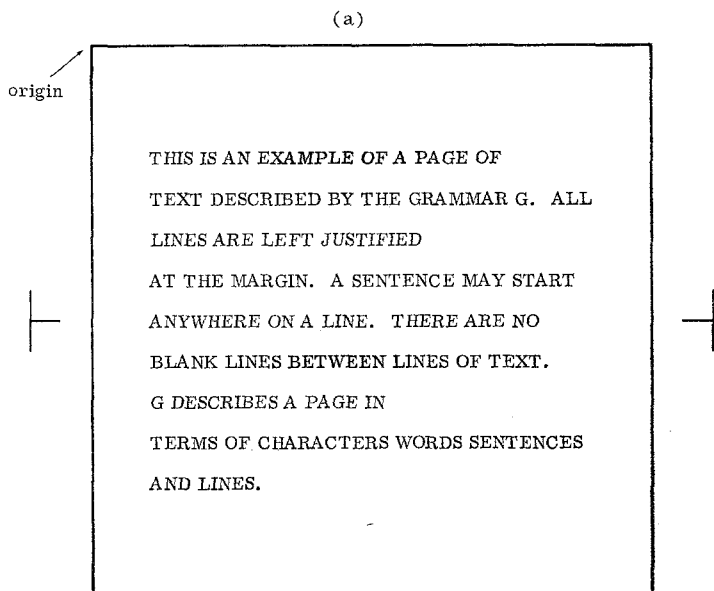 (a)
origin
THIS IS AN EXAMPLE OF A PAGE OF
TEXT DESCRIBED BY THE GRAMMAR G. ALL
LINES ARE LEFT JUSTIFIED
AT THE MARGIN. A SENTENCE MAY START
ANYWHERE ON A LINE. THERE ARE NO
BLANK LINES BETWEEN LINES OF TEXT.
G DESCRIBES A PAGE IN
TERMS OF CHARACTERS WORDS SENTENCES
AND LINES.